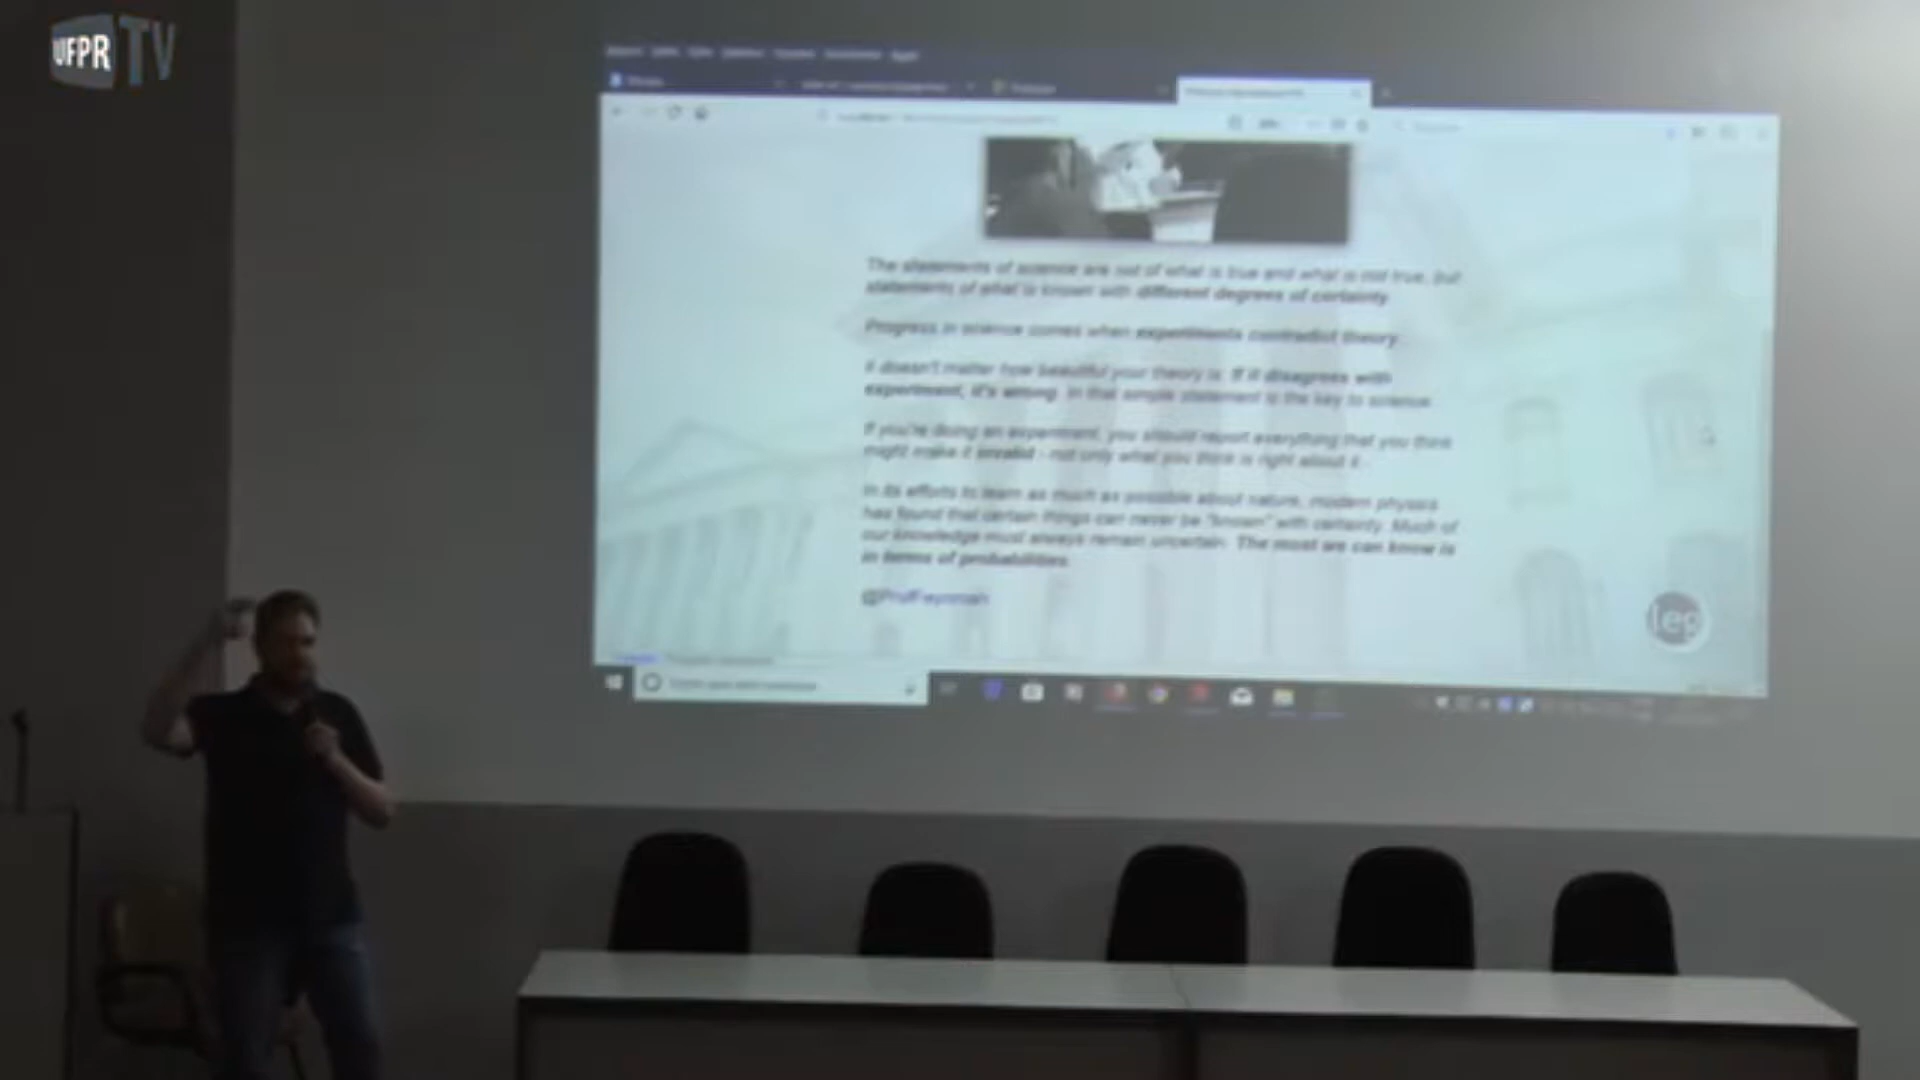 UFPR TV
The statements of science are not of what is true and what is not true, but
statements of what is known with different degrees of certainty.
Progress in science comes when experiments contradict theory.
It doesn't matter how beautiful your theory is. If it disagrees with
experiment, it's wrong. In that simple statement is the key to science.
If you're doing an experiment, you should report everything that you think
might make it invalid - not only what you think is right about it.
In its efforts to learn as much as possible about nature, modern physics
has found that certain things can never be "known" with certainty. Much of
our knowledge must always remain uncertain. The most we can know is
in terms of probabilities.
@ProfFeynman
leg